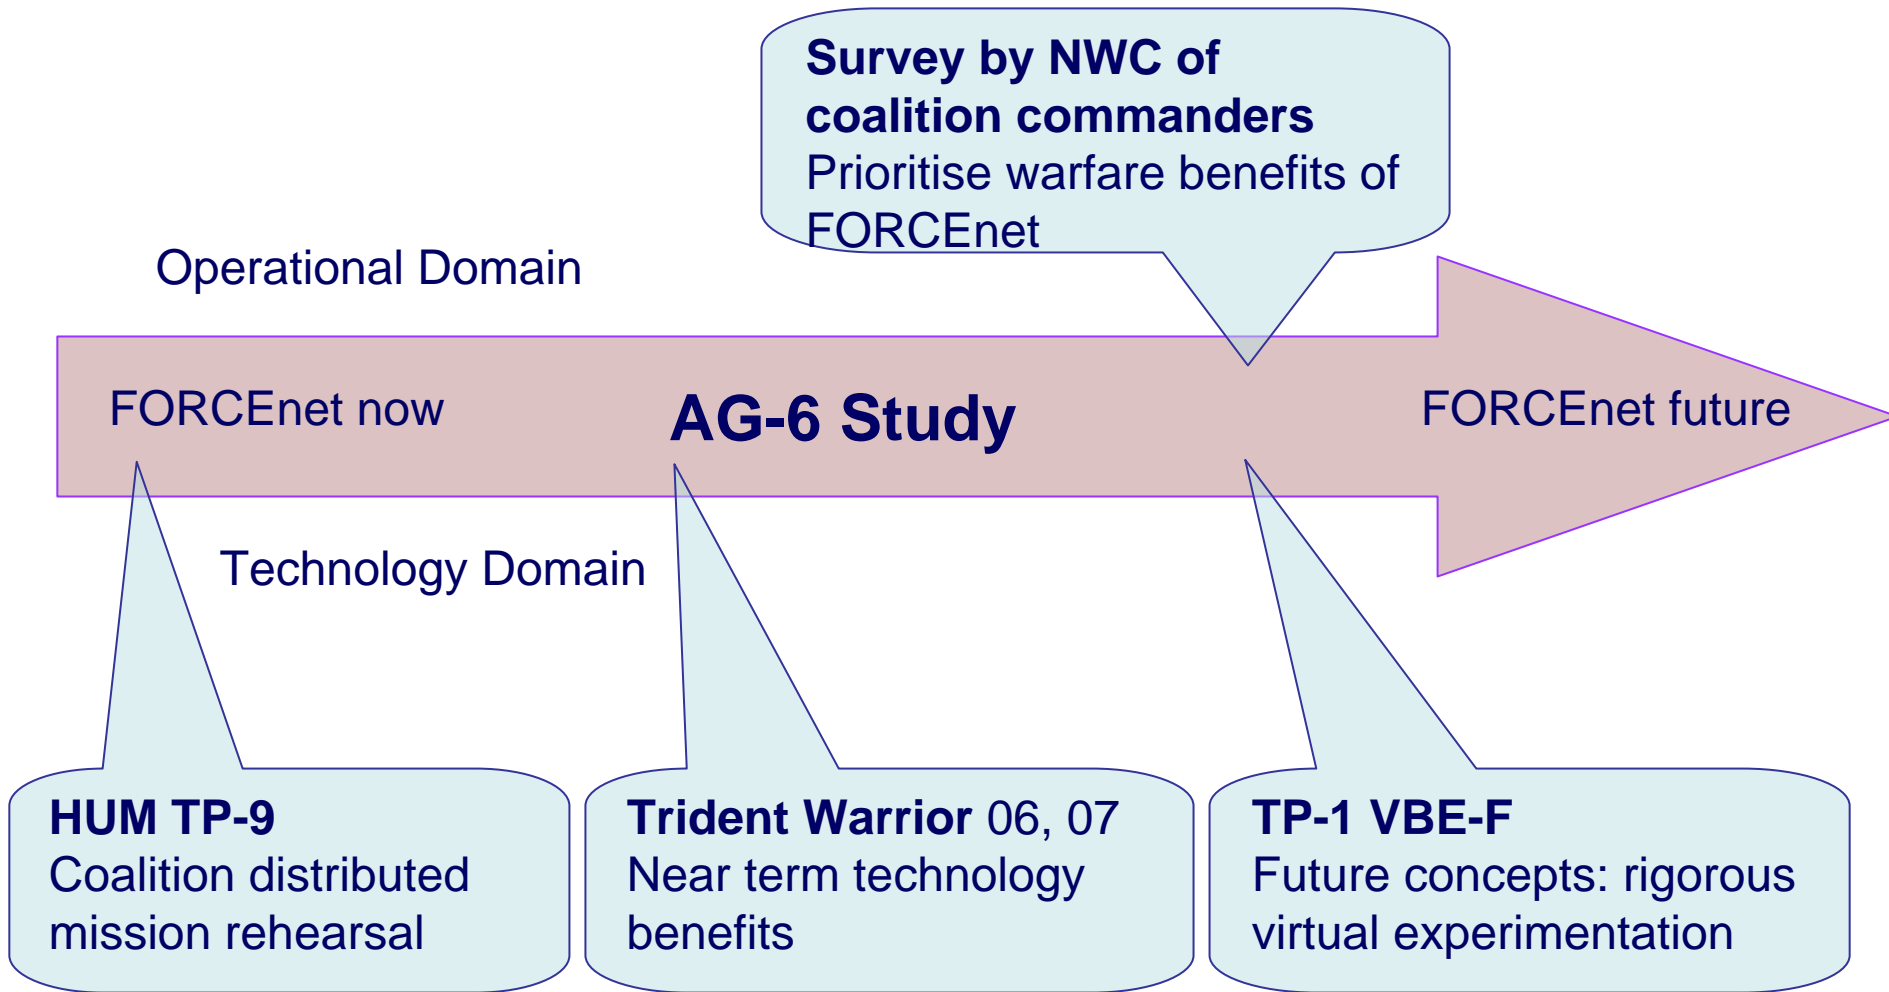 Survey by NWC of
coalition commanders
Prioritise warfare benefits of
FORCEnet
Operational Domain
FORCEnet now
AG-6 Study
FORCEnet future
Technology Domain
HUM TP-9
Coalition distributed
mission rehearsal
Trident Warrior 06, 07
Near term technology
benefits
TP-1 VBE-F
Future concepts: rigorous
virtual experimentation